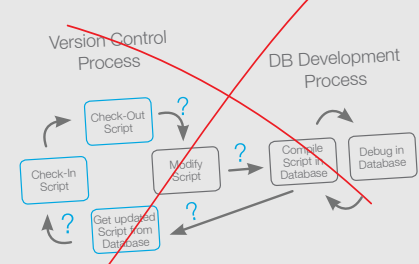 Version Control
Process
DB Development
Process
Check-Out
Script
?
Check-In
Script
Modify
Script
?
Compile
Script in
Database
Debug in
Database
Get updated
Script from
Database
?
?